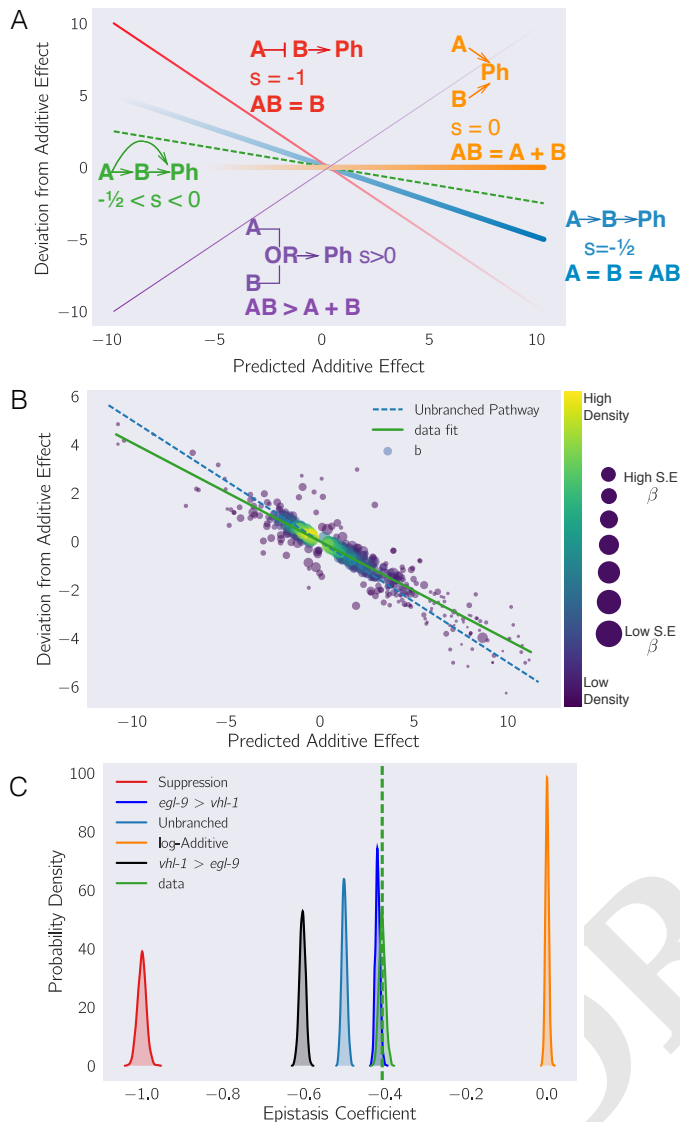 A
10
5
0
−5
−10
Deviation from Additive Effect
A B Ph
s = -1
AB = B
A
Ph
B
s = 0
AB = A + B
A B Ph
-½ < s < 0
A
OR Ph s>0
B
AB > A + B
A B Ph
s=-½
A = B = AB
−10 −5 0 5 10
Predicted Additive Effect
B
6
4
2
0
−2
−4
−6
Deviation from Additive Effect
Unbranched Pathway
data fit
b
−10 −5 0 5 10
Predicted Additive Effect
High
Density
Low
Density
High S.E
β
Low S.E
β
C
100
80
60
40
20
0
Probability Density
Suppression
egl-9 > vhl-1
Unbranched
log-Additive
vhl-1 > egl-9
data
−1.0 −0.8 −0.6 −0.4 −0.2 0.0
Epistasis Coefficient